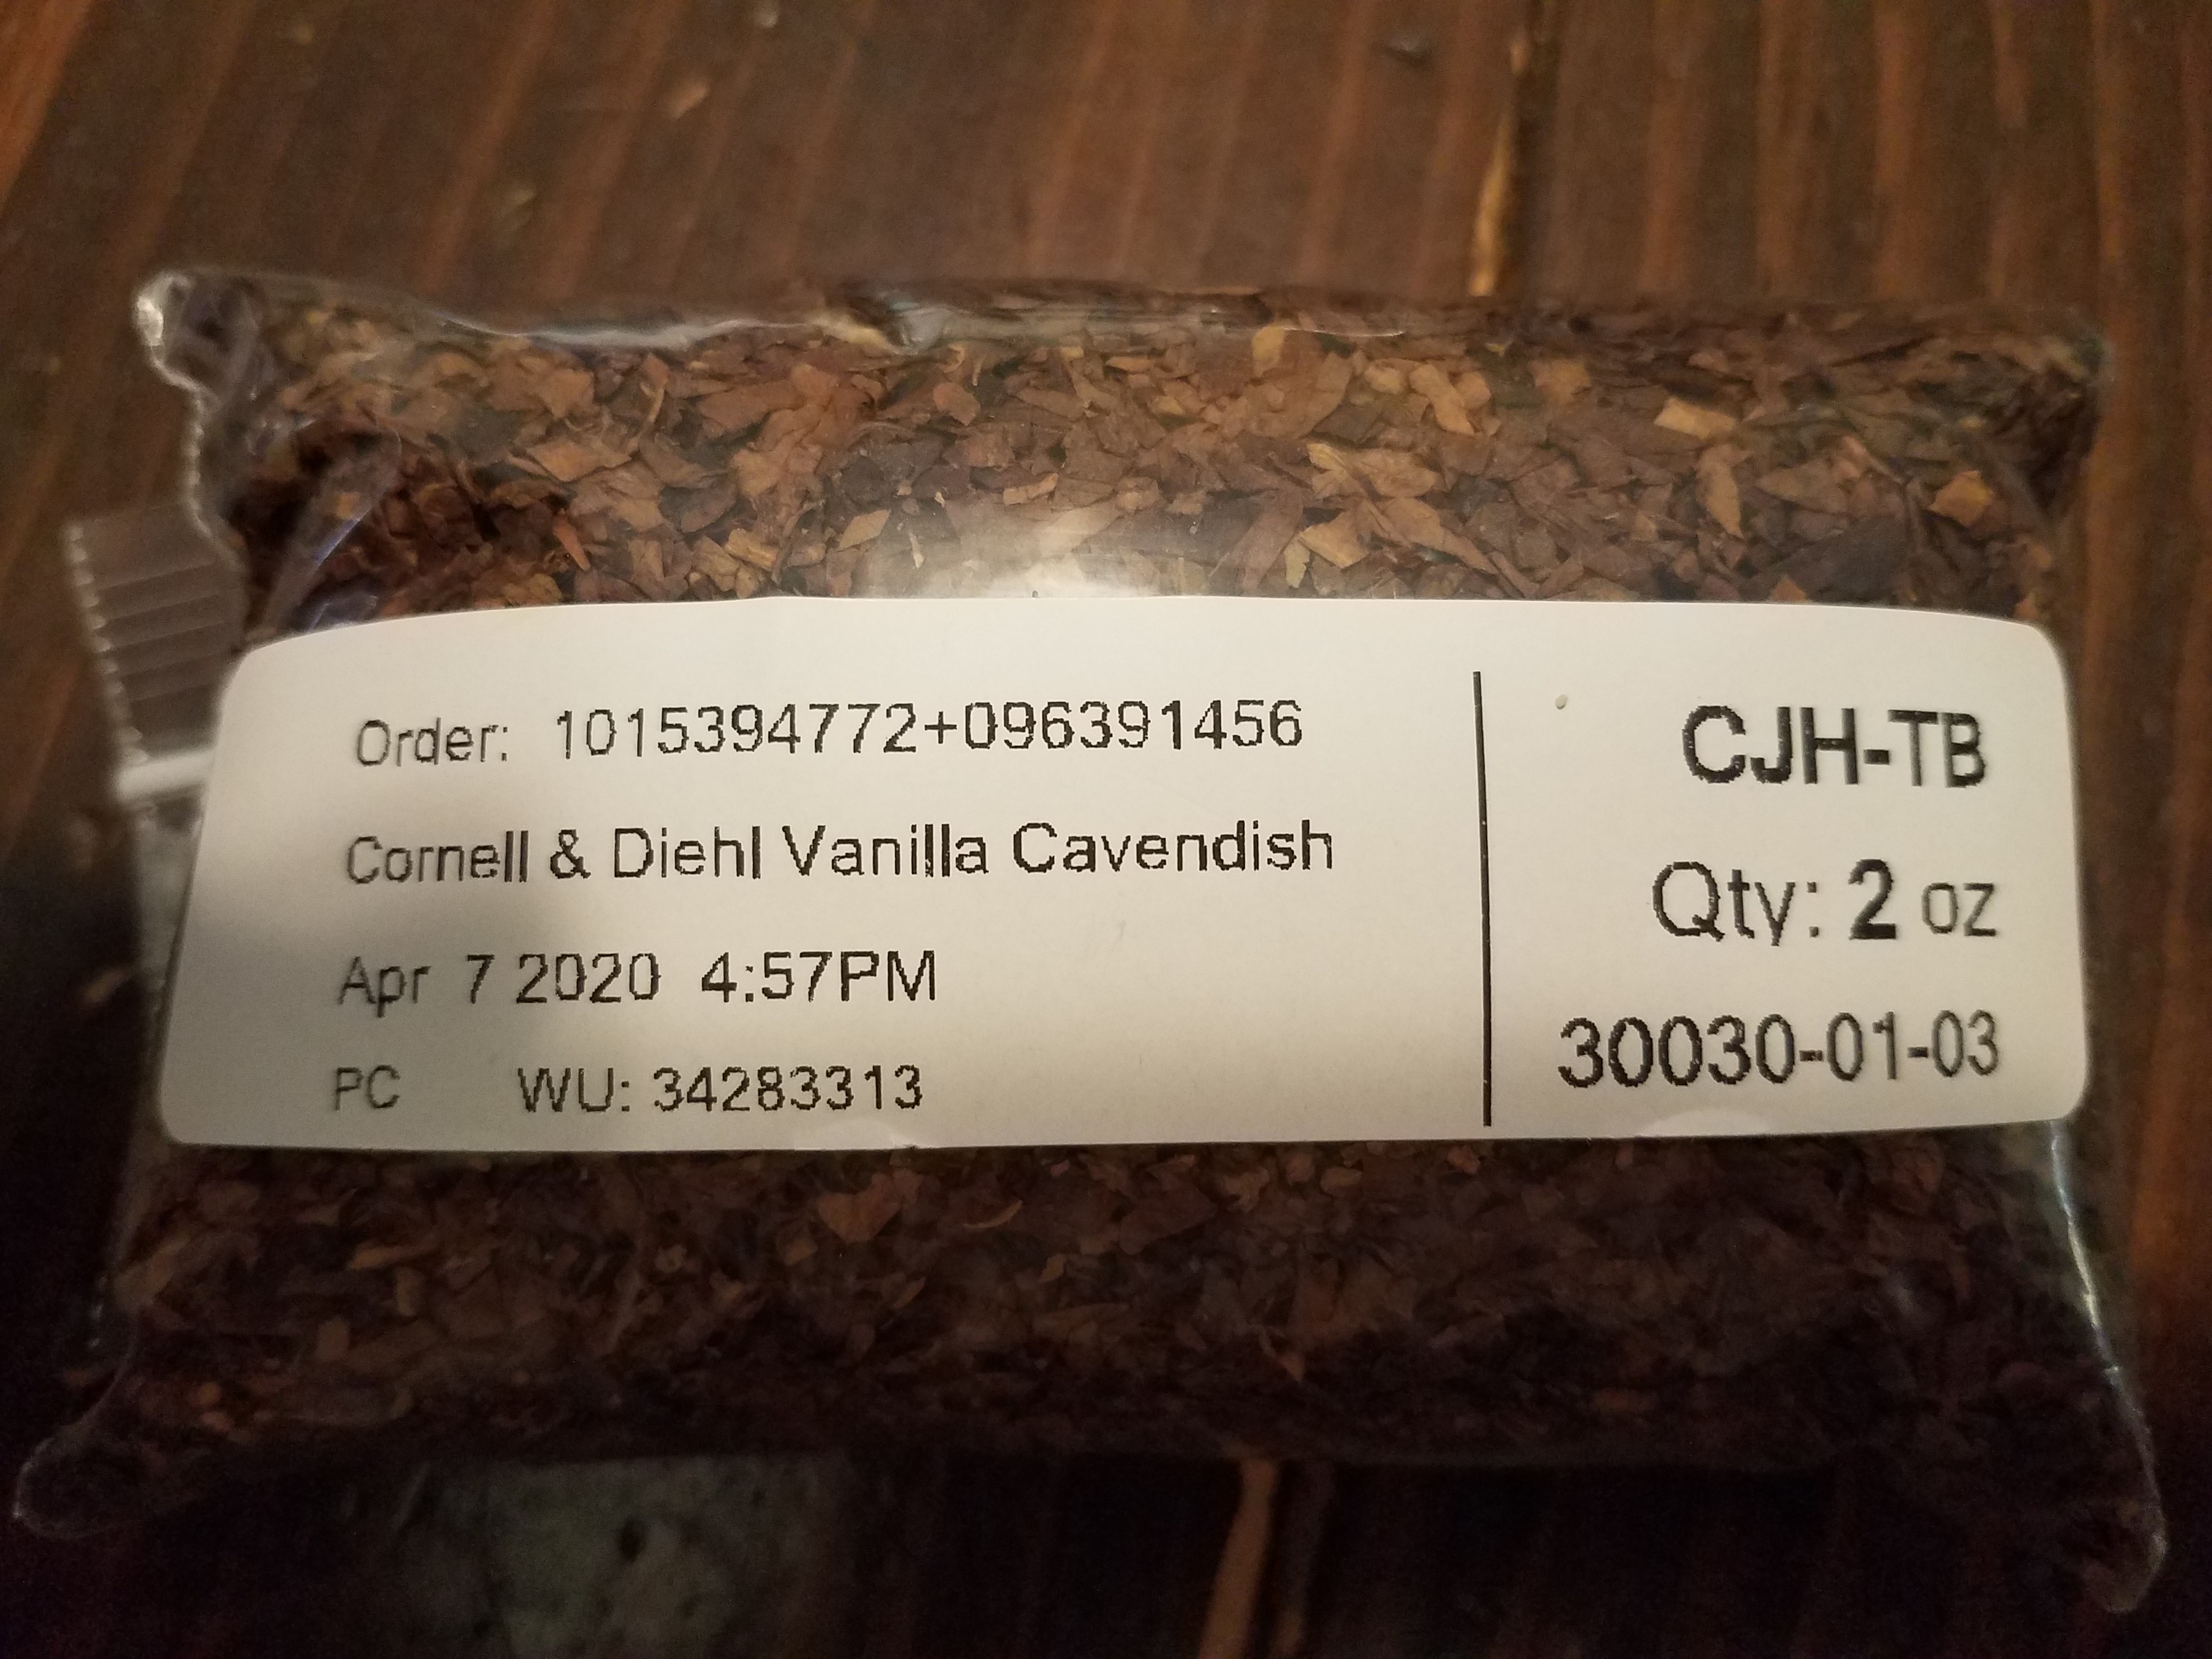 Order: 1015394772+096391456
Cornell & Diehl Vanilla Cavendish
Apr 7 2020 4:57PM
PC WU: 34283313
CJH-TB
Qty: 2 oz
30030-01-03